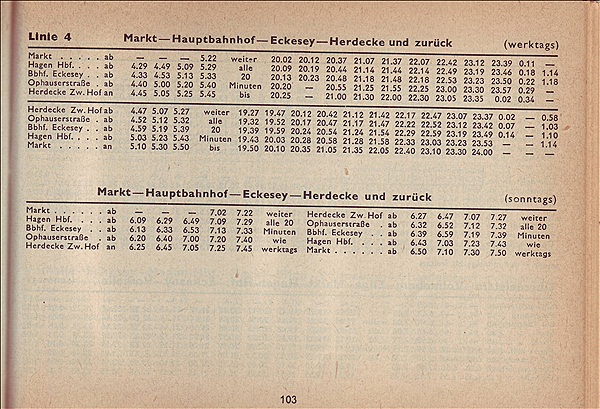 Linie 4 Markt—Hauptbahnhof—Eckesey—Herdecke und zurück (werktags)
Markt . . . . . . ab — — — 5.22 weiter 20.02 20.12 20.37 21.07 21.37 22.07 22.42 23.12 23.39 0.11 —
Hagen Hbf. . . . ab 4.29 4.49 5.09 5.29 alle 20.09 20.19 20.44 21.14 21.44 22.14 22.49 23.19 23.46 0.18 1.14
Bbhf. Eckesey . . ab 4.33 4.53 5.13 5.33 20 20.13 20.23 20.48 21.18 21.48 22.18 22.53 23.23 23.50 0.22 1.18
Ophauserstraße . . ab 4.40 5.00 5.20 5.40 Minuten 20.20 — 20.55 21.25 21.55 22.25 23.00 23.30 23.57 0.29 —
Herdecke Zw. Hof an 4.45 5.05 5.25 5.45 bis 20.25 — 21.00 21.30 22.00 22.30 23.05 23.35 0.02 0.34 —
Herdecke Zw. Hof ab 4.47 5.07 5.27 weiter 19.27 19.47 20.12 20.42 21.12 21.42 22.17 22.47 23.07 23.37 0.02 — 0.58
Ophauserstraße . . ab 4.52 5.12 5.32 alle 19.32 19.52 20.17 20.47 21.17 21.47 22.22 22.52 23.12 23.42 0.07 — 1.03
Bbhf. Eckesey . . ab 4.59 5.19 5.39 20 19.39 19.59 20.24 20.54 21.24 21.54 22.29 22.59 23.19 23.49 0.14 — 1.10
Hagen Hbf. . . . ab 5.03 5.23 5.43 Minuten 19.43 20.03 20.28 20.58 21.28 21.58 22.33 23.03 23.23 23.53 — — 1.14
Markt . . . . . . an 5.10 5.30 5.50 bis 19.50 20.10 20.35 21.05 21.35 22.05 22.40 23.10 23.30 24.00 — — —
Markt—Hauptbahnhof—Eckesey—Herdecke und zurück (sonntags)
Markt . . . . . . ab — — — 7.02 7.22 weiter Herdecke Zw. Hof ab 6.27 6.47 7.07 7.27 weiter
Hagen Hbf. . . . ab 6.09 6.29 6.49 7.09 7.29 alle 20 Ophauserstraße . ab 6.32 6.52 7.12 7.32 alle 20
Bbhf. Eckesey . . ab 6.13 6.33 6.53 7.13 7.33 Minuten Bbhf. Eckesey . . ab 6.39 6.59 7.19 7.39 Minuten
Ophauserstraße . . ab 6.20 6.40 7.00 7.20 7.40 wie Hagen Hbf. . . . ab 6.43 7.03 7.23 7.43 wie
Herdecke Zw. Hof an 6.25 6.45 7.05 7.25 7.45 werktags Markt . . . . . ab 6.50 7.10 7.30 7.50 werktags
103